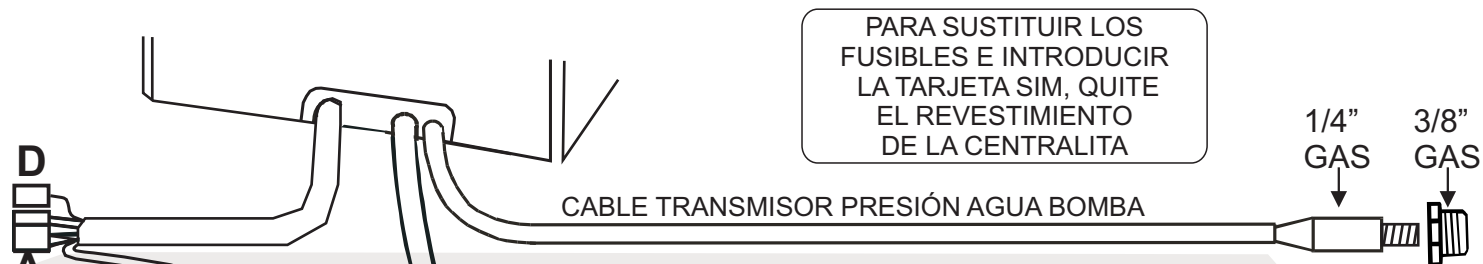 PARA SUSTITUIR LOS
FUSIBLES E INTRODUCIR
LA TARJETA SIM, QUITE
EL REVESTIMIENTO
DE LA CENTRALITA
1/4”
GAS
3/8”
GAS
D
CABLE TRANSMISOR PRESIÓN AGUA BOMBA
A